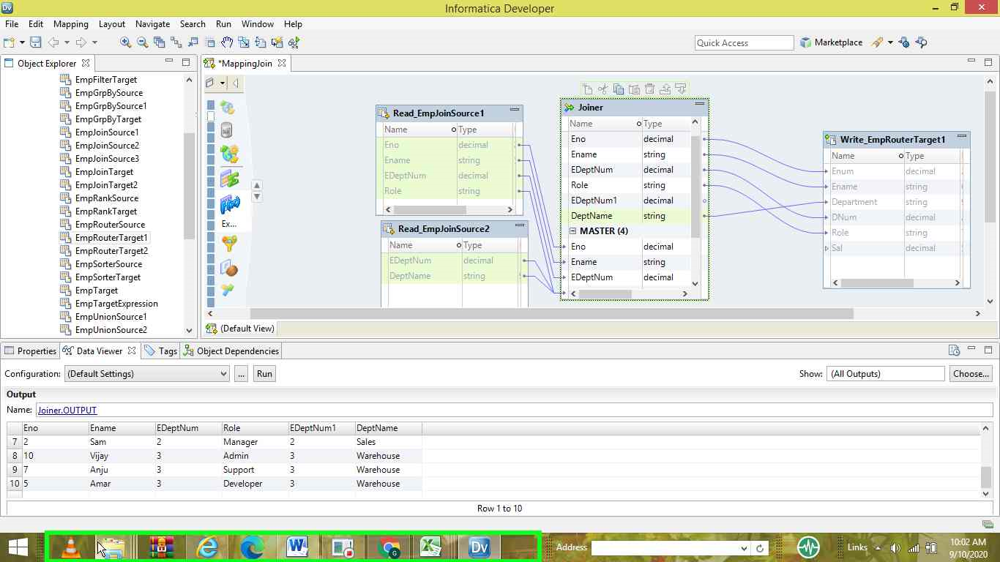 Informatica Developer
File Edit Mapping Layout Navigate Search Run Window Help
Quick Access
Marketplace
Object Explorer
*MappingJoin
EmpFilterTarget
EmpGrpBySource
EmpGrpBySource1
EmpGrpByTarget
EmpJoinSource1
EmpJoinSource2
EmpJoinSource3
EmpJoinTarget
EmpJoinTarget2
EmpRankSource
EmpRankTarget
EmpRouterSource
EmpRouterTarget1
EmpRouterTarget2
EmpSorterSource
EmpSorterTarget
EmpTarget
EmpTargetExpression
EmpUnionSource1
EmpUnionSource2
Ex...
Read_EmpJoinSource1
Name Type
Eno decimal
Ename string
EDeptNum decimal
Role string
Read_EmpJoinSource2
Name Type
EDeptNum decimal
DeptName string
Joiner
Name Type
Eno decimal
Ename string
EDeptNum decimal
Role string
EDeptNum1 decimal
DeptName string
MASTER (4)
Eno decimal
Ename string
EDeptNum decimal
Write_EmpRouterTarget1
Name Type
Enum decimal
Ename string
Department string
DNum decimal
Role string
Sal decimal
(Default View)
Properties Data Viewer Tags Object Dependencies
Configuration: (Default Settings) ... Run Show: (All Outputs) Choose...
Output
Name: Joiner.OUTPUT
Eno Ename EDeptNum Role EDeptNum1 DeptName
7 2 Sam 2 Manager 2 Sales
8 10 Vijay 3 Admin 3 Warehouse
9 7 Anju 3 Support 3 Warehouse
10 5 Amar 3 Developer 3 Warehouse
Row 1 to 10
Address
Links
10:02 AM
9/10/2020